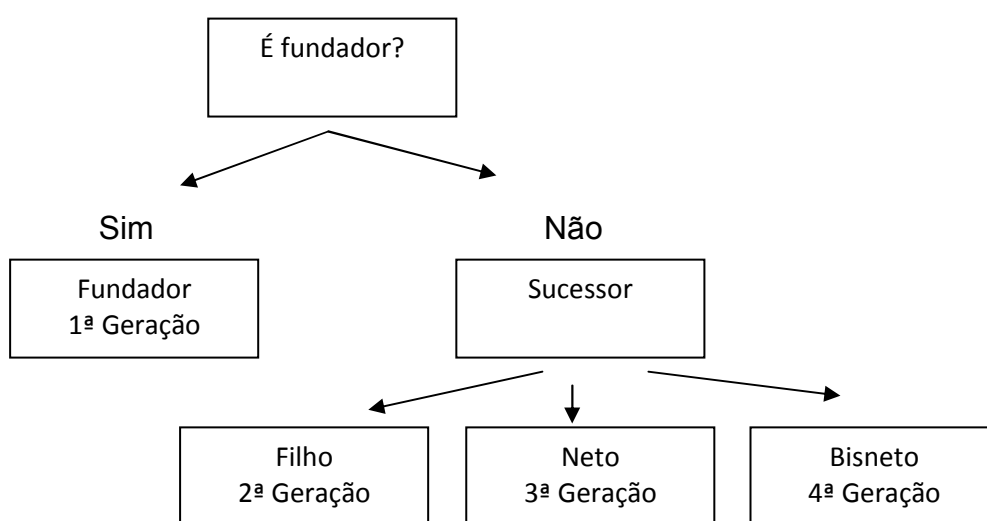 É fundador?
Sim
Não
Fundador
1ª Geração
Sucessor
Filho
2ª Geração
Neto
3ª Geração
Bisneto
4ª Geração